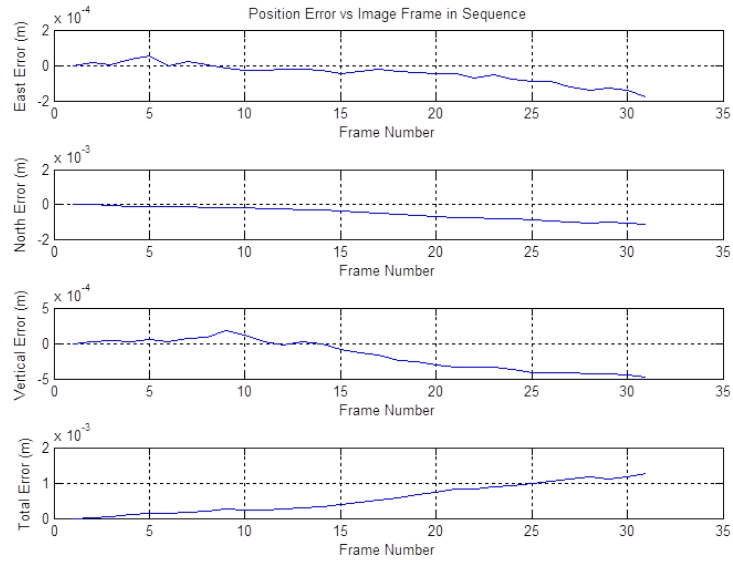 Position Error vs Image Frame in Sequence
x 10^-4
East Error (m)
2
0
-2
0 5 10 15 20 25 30 35
Frame Number
x 10^-3
North Error (m)
2
0
-2
0 5 10 15 20 25 30 35
Frame Number
x 10^-4
Vertical Error (m)
5
0
-5
0 5 10 15 20 25 30 35
Frame Number
x 10^-3
Total Error (m)
2
1
0
0 5 10 15 20 25 30 35
Frame Number